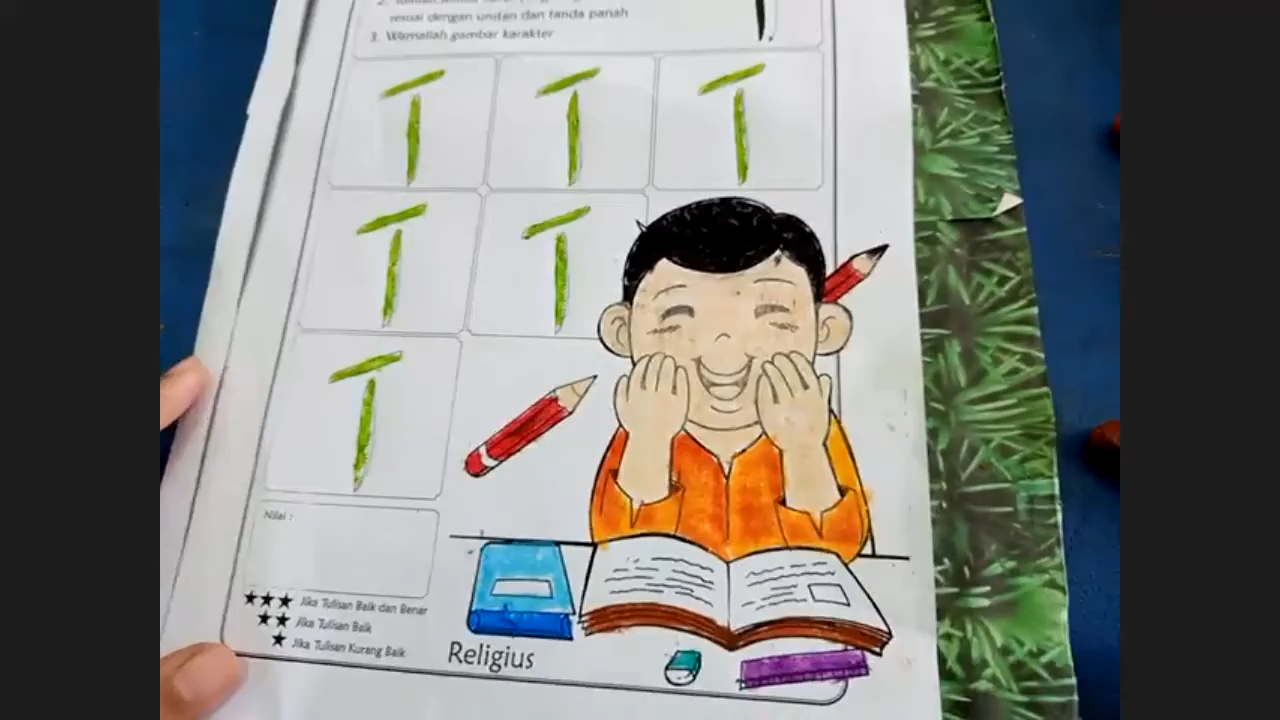 sesuai dengan urutan dan tanda panah
3. Warnailah gambar karakter
T T T
T T
T
Nilai :
★★★ Jika Tulisan Baik dan Benar
★★ Jika Tulisan Baik
★ Jika Tulisan Kurang Baik
Religius